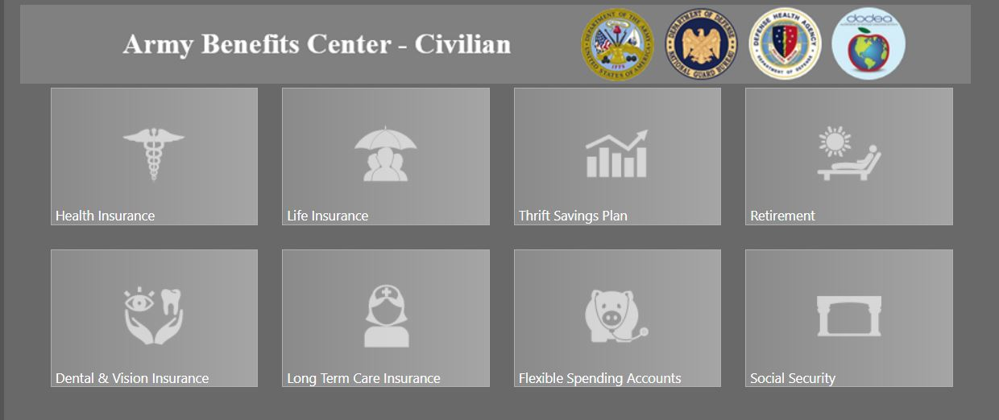 Army Benefits Center - Civilian
DEPARTMENT OF THE ARMY
UNITED STATES OF AMERICA
1775
DEPARTMENT OF DEFENSE
NATIONAL GUARD BUREAU
DEFENSE HEALTH AGENCY
DEPARTMENT OF DEFENSE
dodea
Health Insurance
Life Insurance
Thrift Savings Plan
Retirement
Dental & Vision Insurance
Long Term Care Insurance
Flexible Spending Accounts
Social Security